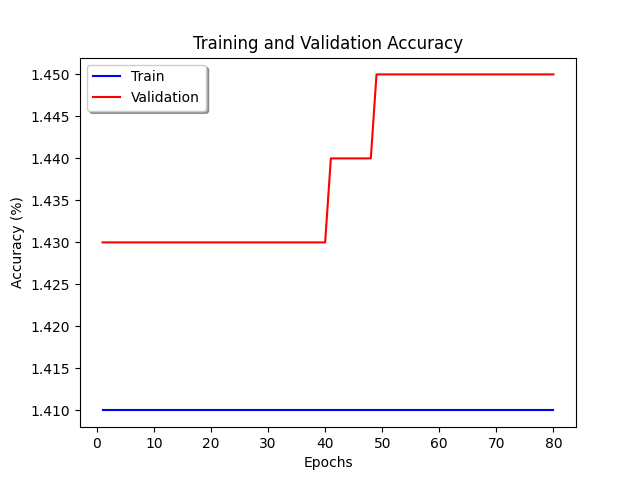 Training and Validation Accuracy
Train
Validation
1.450
1.445
1.440
1.435
1.430
1.425
1.420
1.415
1.410
Accuracy (%)
0 10 20 30 40 50 60 70 80
Epochs